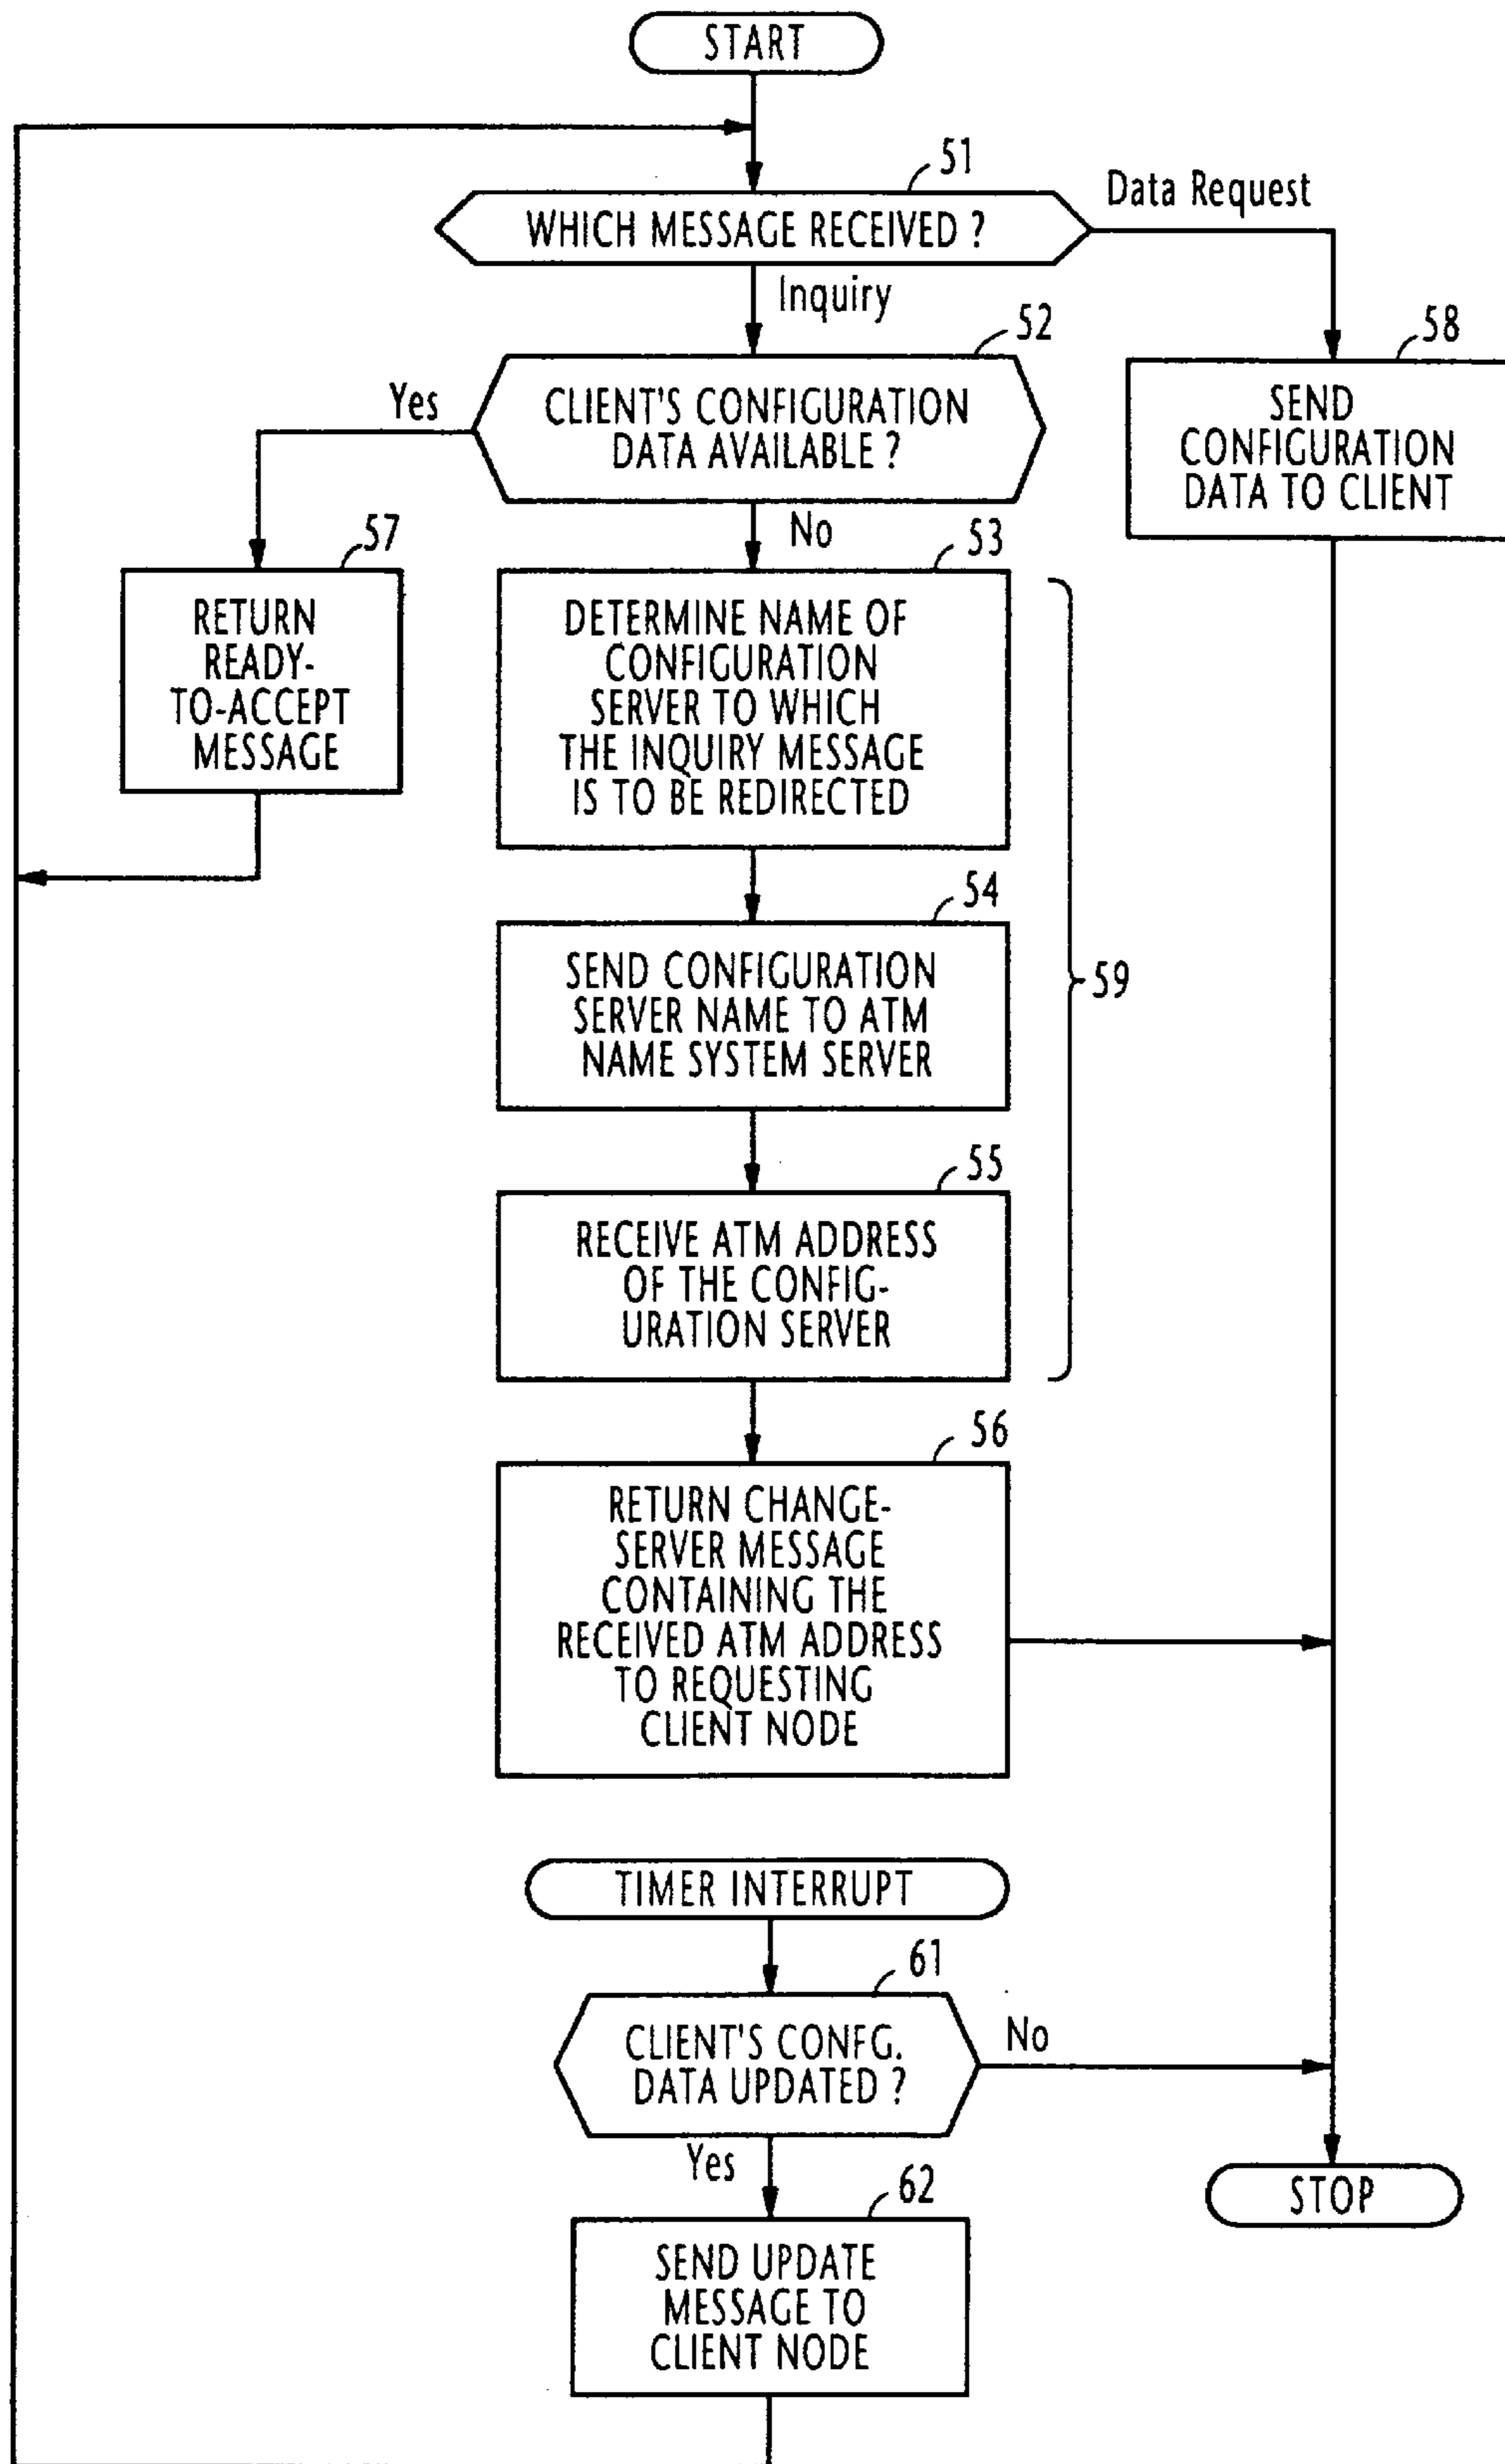 START
51
Data Request
WHICH MESSAGE RECEIVED ?
Inquiry
52
58
Yes
CLIENT'S CONFIGURATION
DATA AVAILABLE ?
SEND
CONFIGURATION
DATA TO CLIENT
No
57
53
RETURN
READY-
TO-ACCEPT
MESSAGE
DETERMINE NAME OF
CONFIGURATION
SERVER TO WHICH
THE INQUIRY MESSAGE
IS TO BE REDIRECTED
54
SEND CONFIGURATION
SERVER NAME TO ATM
NAME SYSTEM SERVER
59
55
RECEIVE ATM ADDRESS
OF THE CONFIG-
URATION SERVER
56
RETURN CHANGE-
SERVER MESSAGE
CONTAINING THE
RECEIVED ATM ADDRESS
TO REQUESTING
CLIENT NODE
TIMER INTERRUPT
61
CLIENT'S CONFG.
DATA UPDATED ?
No
Yes
62
STOP
SEND UPDATE
MESSAGE TO
CLIENT NODE